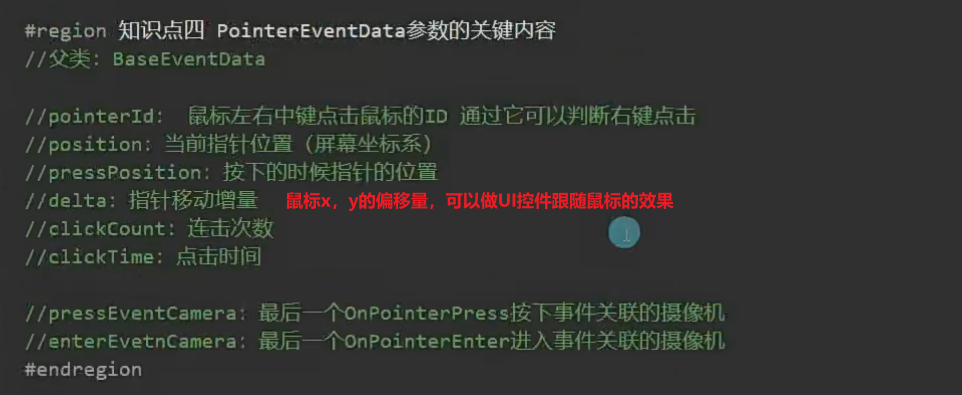 #region 知识点四 PointerEventData参数的关键内容
//父类：BaseEventData
//pointerId： 鼠标左右中键点击鼠标的ID 通过它可以判断右键点击
//position：当前指针位置（屏幕坐标系）
//pressPosition：按下的时候指针的位置
//delta：指针移动增量 鼠标x，y的偏移量，可以做UI控件跟随鼠标的效果
//clickCount：连击次数
//clickTime：点击时间
//pressEventCamera：最后一个OnPointerPress按下事件关联的摄像机
//enterEvetnCamera：最后一个OnPointerEnter进入事件关联的摄像机
#endregion